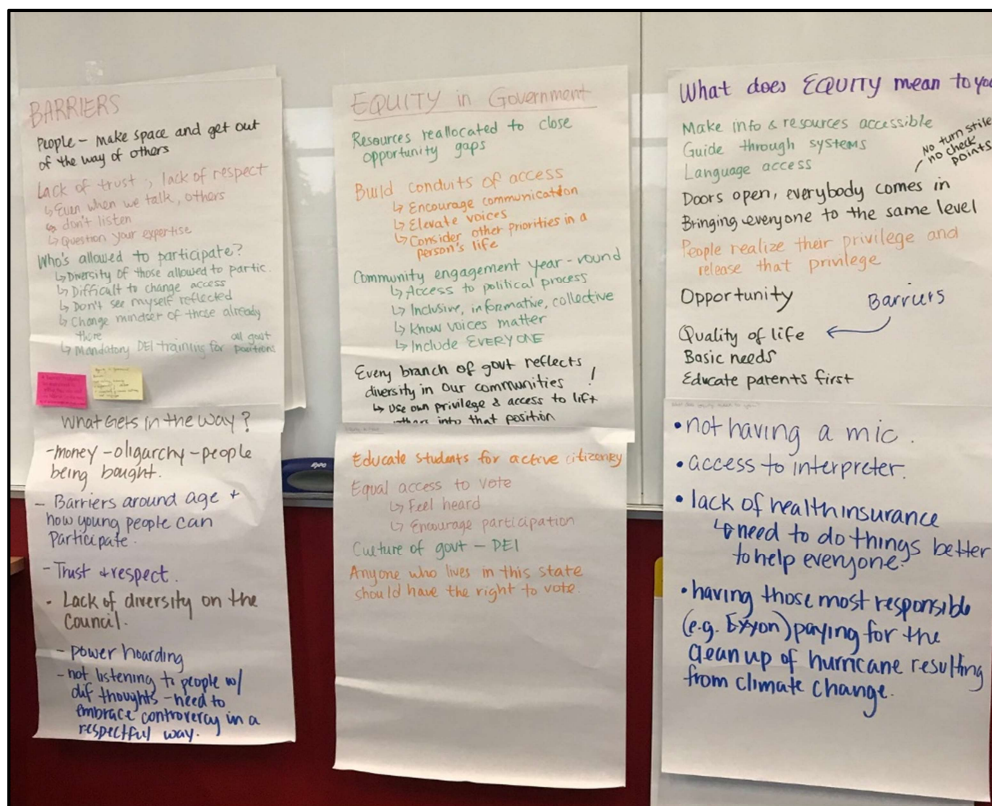 BARRIERS
People - make space and get out
of the way of others
Lack of trust, lack of respect
↳ Even when we talk, others
↳ don't listen
↳ Question your expertise
Who's allowed to participate?
↳ Diversity of those allowed to partic.
↳ Difficult to change access
↳ Don't see myself reflected
↳ Change mindset of those already
there
↳ Mandatory DEI training for all govt positions
What Gets in the Way?
- money - oligarchy - people
being bought.
- Barriers around age +
how young people can
participate.
- Trust + respect.
- Lack of diversity on the
Council.
- power hoarding
- not listening to people w/
dif thoughts - need to
embrace controvercy in a
respectful way.
EQUITY in Government
Resources reallocated to close
opportunity gaps
Build conduits of access
↳ Encourage communication
↳ Elevate voices
↳ Consider other priorities in a
person's life
Community engagement year-round
↳ Access to political process
↳ Inclusive, informative, collective
↳ Know voices matter
↳ Include EVERYONE
Every branch of govt reflects
diversity in our communities!
↳ Use own privilege & access to lift
others into that position
Educate students for active citizenry
Equal access to vote
↳ Feel heard
↳ Encourage participation
Culture of govt - DEI
Anyone who lives in this state
should have the right to vote
What does EQUITY mean to you
Make info & resources accessible
Guide through systems
Language access
No turn stile
no check
points
Doors open, everybody comes in
Bringing everyone to the same level
People realize their privilege and
release that privilege
Opportunity
Barriers
Quality of life
Basic needs
Educate parents first
• not having a mic.
• access to interpreter.
• lack of health insurance
↳ need to do things better
to help everyone.
• having those most responsible
(e.g. Exxon) paying for the
clean up of hurricane resulting
from climate change.